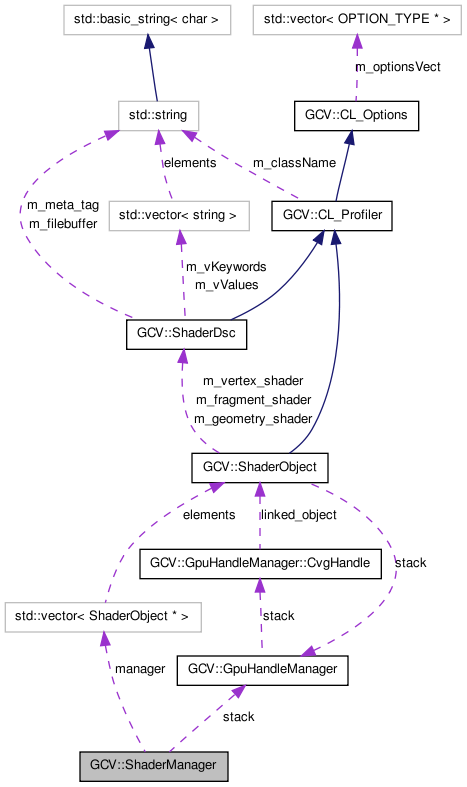 std::basic_string< char >
std::vector< OPTION_TYPE * >
m_optionsVect
std::string
GCV::CL_Options
elements
m_className
m_meta_tag
m_filebuffer
std::vector< string >
GCV::CL_Profiler
m_vKeywords
m_vValues
GCV::ShaderDsc
m_vertex_shader
m_fragment_shader
m_geometry_shader
GCV::ShaderObject
elements
linked_object
GCV::GpuHandleManager::CvgHandle
stack
std::vector< ShaderObject * >
stack
manager
GCV::GpuHandleManager
stack
GCV::ShaderManager